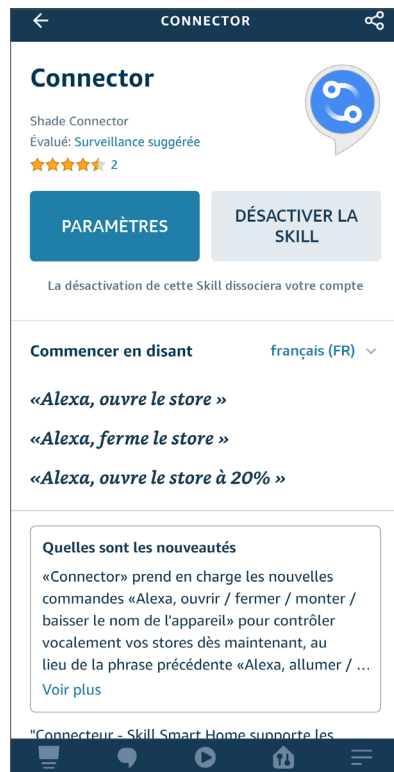 CONNECTOR
Connector
Shade Connector
Évalué: Surveillance suggérée
2
PARAMÈTRES
DÉSACTIVER LA
SKILL
La désactivation de cette Skill dissociera votre compte
Commencer en disant
français (FR)
«Alexa, ouvre le store »
«Alexa, ferme le store »
«Alexa, ouvre le store à 20% »
Quelles sont les nouveautés
«Connector» prend en charge les nouvelles
commandes «Alexa, ouvrir / fermer / monter /
baisser le nom de l'appareil» pour contrôler
vocalement vos stores dès maintenant, au
lieu de la phrase précédente «Alexa, allumer / ...
Voir plus
"Connecteur - Skill Smart Home supporte les